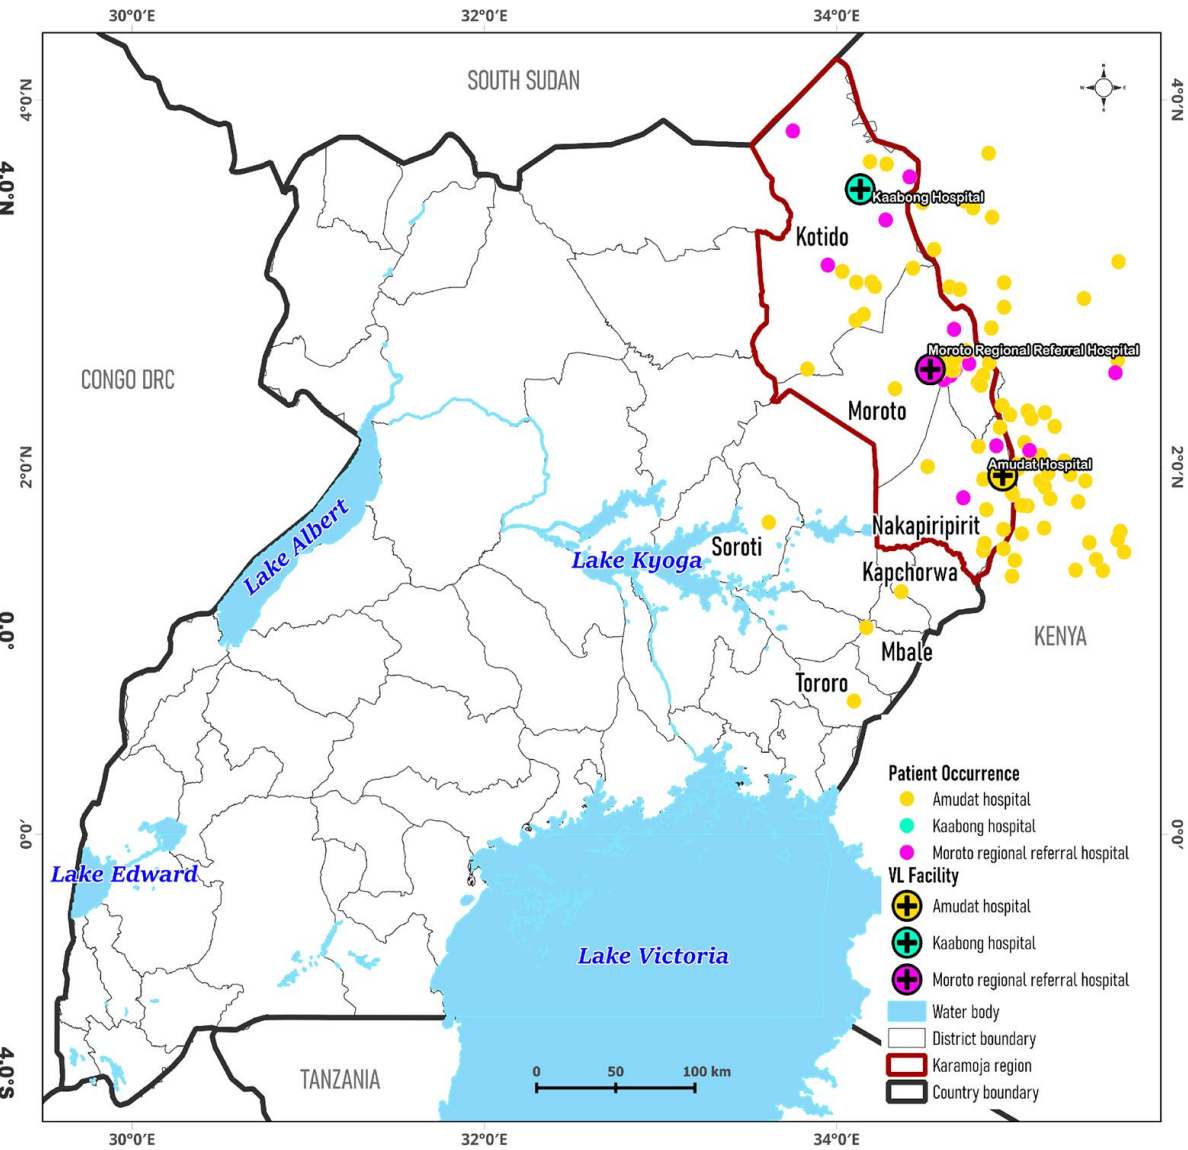 30°0′E
32°0′E
34°0′E
4°0′N
4°0′N
SOUTH SUDAN
N
W
E
S
4.0°N
Kaabong Hospital
Kotido
Moroto Regional Referral Hospital
CONGO DRC
Moroto
2°0′N
2°0′N
Amudat Hospital
Nakapiripirit
Lake Albert
Soroti
Lake Kyoga
Kapchorwa
0.0°
KENYA
Mbale
Tororo
Patient Occurrence
Amudat hospital
Kaabong hospital
Moroto regional referral hospital
0°0′
0°0′
VL Facility
Lake Edward
Amudat hospital
Kaabong hospital
Lake Victoria
Moroto regional referral hospital
Water body
District boundary
Karamoja region
Country boundary
4.0°S
TANZANIA
0 50 100 km
30°0′E
32°0′E
34°0′E